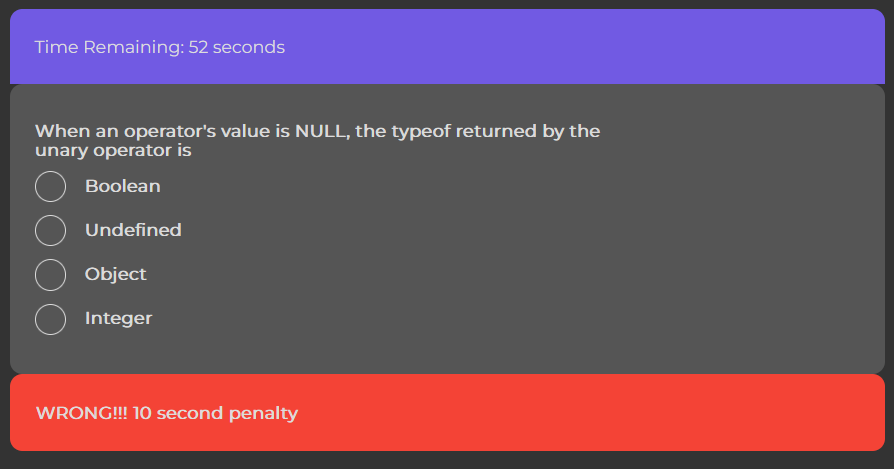 Time Remaining: 52 seconds
When an operator's value is NULL, the typeof returned by the
unary operator is
Boolean
Undefined
Object
Integer
WRONG!!! 10 second penalty